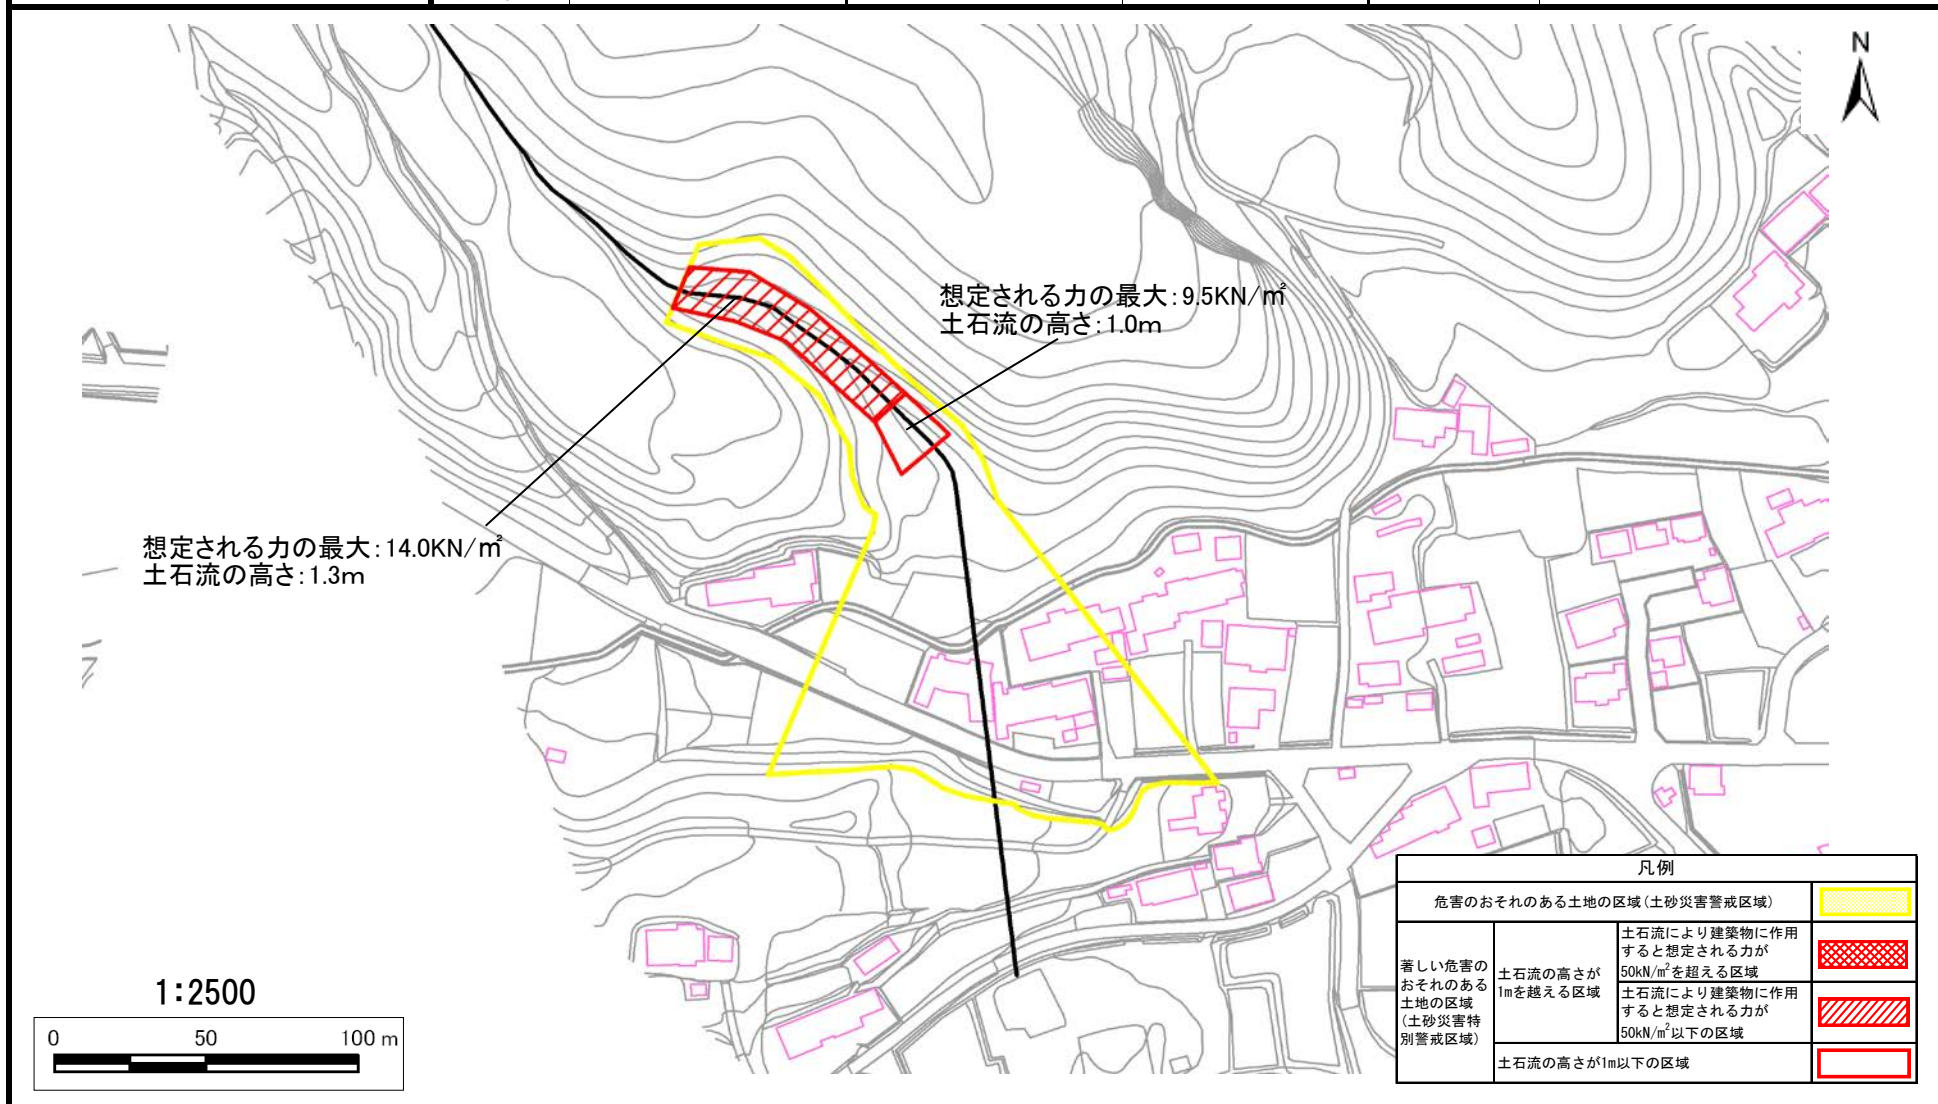 N
想定される力の最大：9.5KN/㎡
土石流の高さ：1.0m
想定される力の最大：14.0KN/㎡
土石流の高さ：1.3m
1:2500
0 50 100 m
凡例
危害のおそれのある土地の区域（土砂災害警戒区域）
著しい危害の
おそれのある
土地の区域
（土砂災害特
別警戒区域）
土石流の高さが
1mを越える区域
土石流により建築物に作用
すると想定される力が
50kN/㎡を超える区域
土石流により建築物に作用
すると想定される力が
50kN/㎡以下の区域
土石流の高さが1m以下の区域